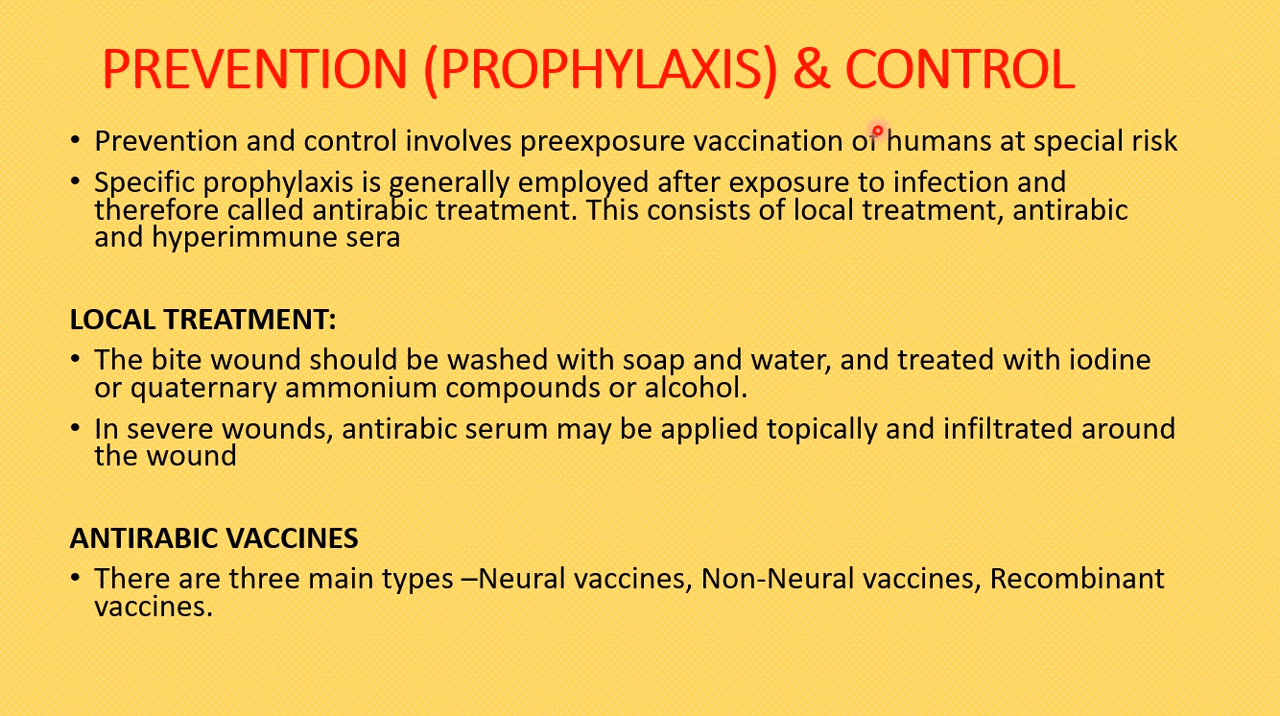 PREVENTION (PROPHYLAXIS) & CONTROL
• Prevention and control involves preexposure vaccination of humans at special risk
• Specific prophylaxis is generally employed after exposure to infection and
therefore called antirabic treatment. This consists of local treatment, antirabic
and hyperimmune sera
LOCAL TREATMENT:
• The bite wound should be washed with soap and water, and treated with iodine
or quaternary ammonium compounds or alcohol.
• In severe wounds, antirabic serum may be applied topically and infiltrated around
the wound
ANTIRABIC VACCINES
• There are three main types –Neural vaccines, Non-Neural vaccines, Recombinant
vaccines.